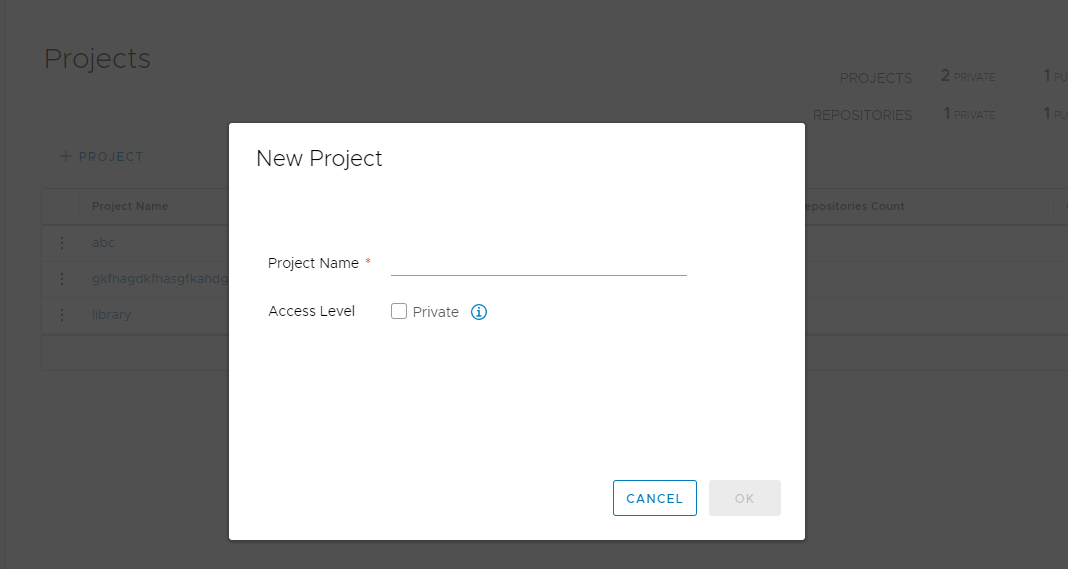 Projects
PROJECTS 2 PRIVATE 1 PU
REPOSITORIES 1 PRIVATE 1 PU
+ PROJECT
Project Name epositories Count
abc
gkfhagdkfhasgfkahdg
library
New Project
Project Name *
Access Level Private
CANCEL OK